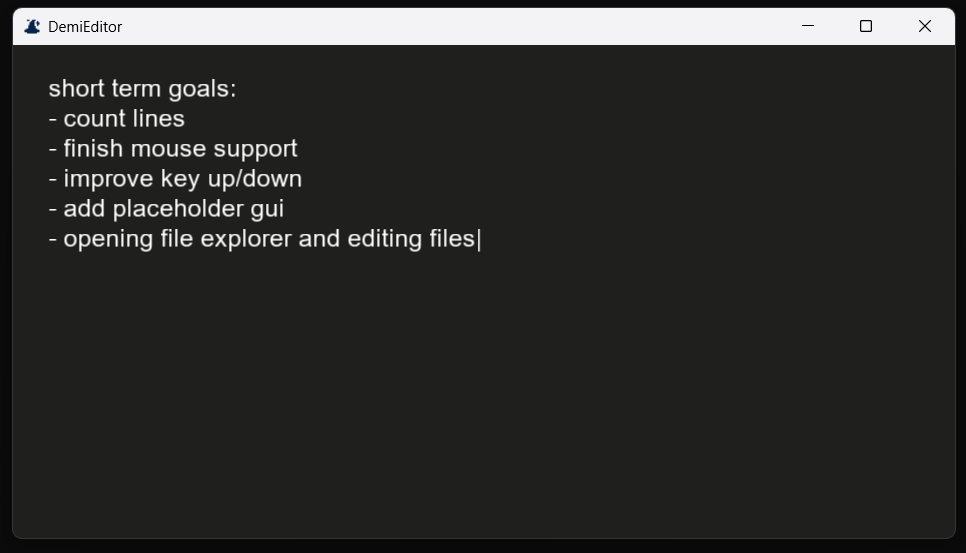 DemiEditor
short term goals:
- count lines
- finish mouse support
- improve key up/down
- add placeholder gui
- opening file explorer and editing files